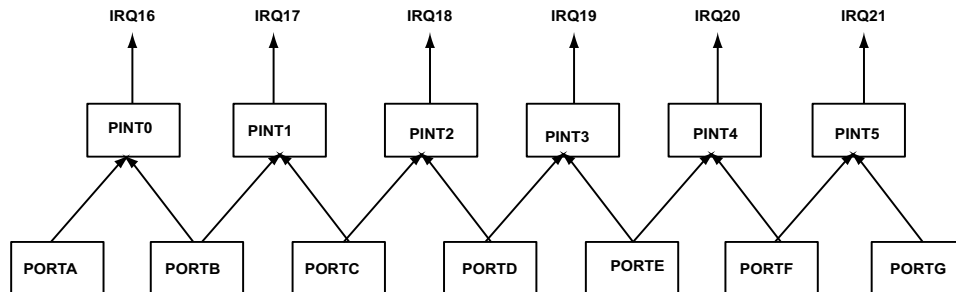 IRQ16 IRQ17 IRQ18 IRQ19 IRQ20 IRQ21
PINT0 PINT1 PINT2 PINT3 PINT4 PINT5
PORTA PORTB PORTC PORTD PORTE PORTF PORTG